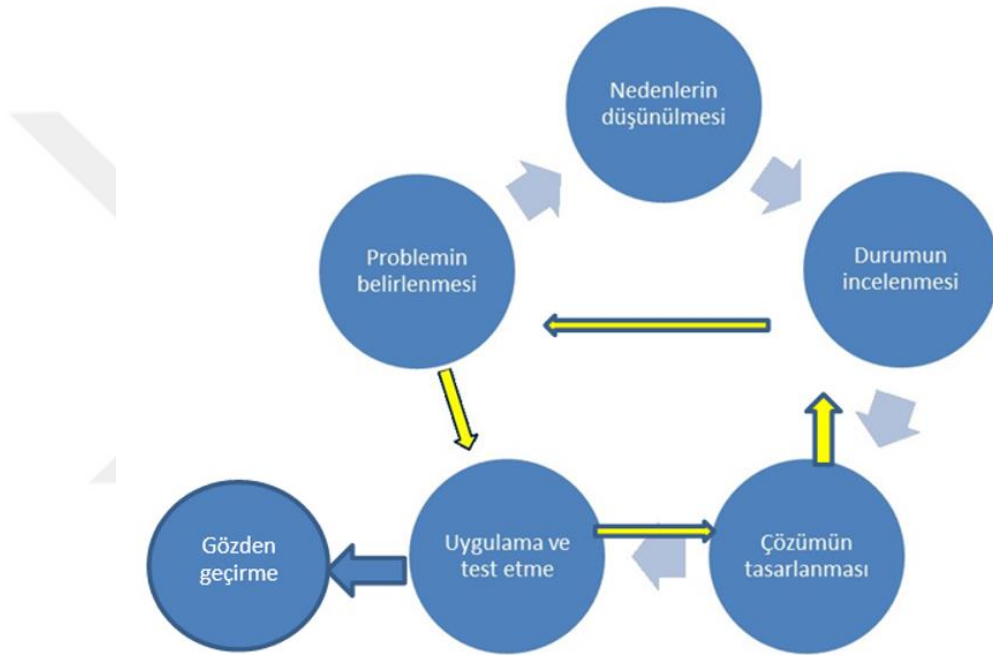 Nedenlerin
düşünülmesi
Problemin
belirlenmesi
Durumun
incelenmesi
Gözden
geçirme
Uygulama ve
test etme
Çözümün
tasarlanması